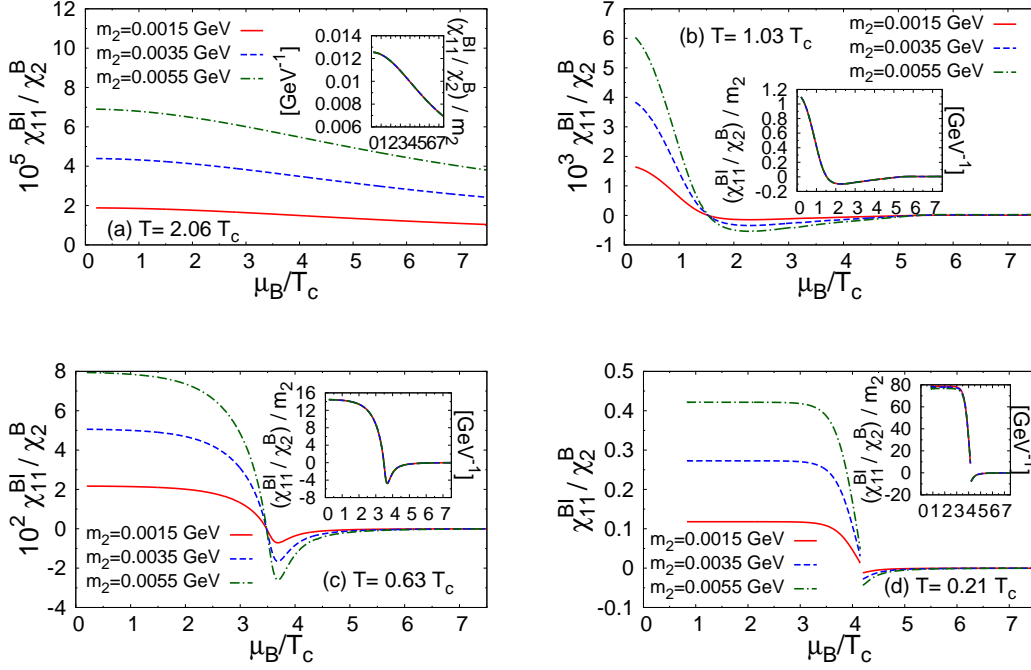 12
10
8
6
4
2
0
0 1 2 3 4 5 6 7
10^5 χ_11^BI / χ_2^B
μ_B/T_c
m_2=0.0015 GeV
m_2=0.0035 GeV
m_2=0.0055 GeV
(a) T= 2.06 T_c
0.014
0.012
0.010
0.008
0.006
01234567
[GeV^-1]
(χ_11^BI / χ_2^B) / m_2
7
6
5
4
3
2
1
0
-1
0 1 2 3 4 5 6 7
10^3 χ_11^BI / χ_2^B
μ_B/T_c
(b) T= 1.03 T_c
m_2=0.0015 GeV
m_2=0.0035 GeV
m_2=0.0055 GeV
1.2
1
0.8
0.6
0.4
0.2
0
-0.2
0 1 2 3 4 5 6 7
(χ_11^BI / χ_2^B) / m_2
[GeV^-1]
8
6
4
2
0
-2
-4
0 1 2 3 4 5 6 7
10^2 χ_11^BI / χ_2^B
μ_B/T_c
m_2=0.0015 GeV
m_2=0.0035 GeV
m_2=0.0055 GeV
(c) T= 0.63 T_c
16
12
8
4
0
-4
-8
0 1 2 3 4 5 6 7
(χ_11^BI / χ_2^B) / m_2
[GeV^-1]
0.5
0.4
0.3
0.2
0.1
0
-0.1
0 1 2 3 4 5 6 7
χ_11^BI / χ_2^B
μ_B/T_c
m_2=0.0015 GeV
m_2=0.0035 GeV
m_2=0.0055 GeV
(d) T= 0.21 T_c
80
60
40
20
0
-20
0 1 2 3 4 5 6 7
(χ_11^BI / χ_2^B) / m_2
[GeV^-1]